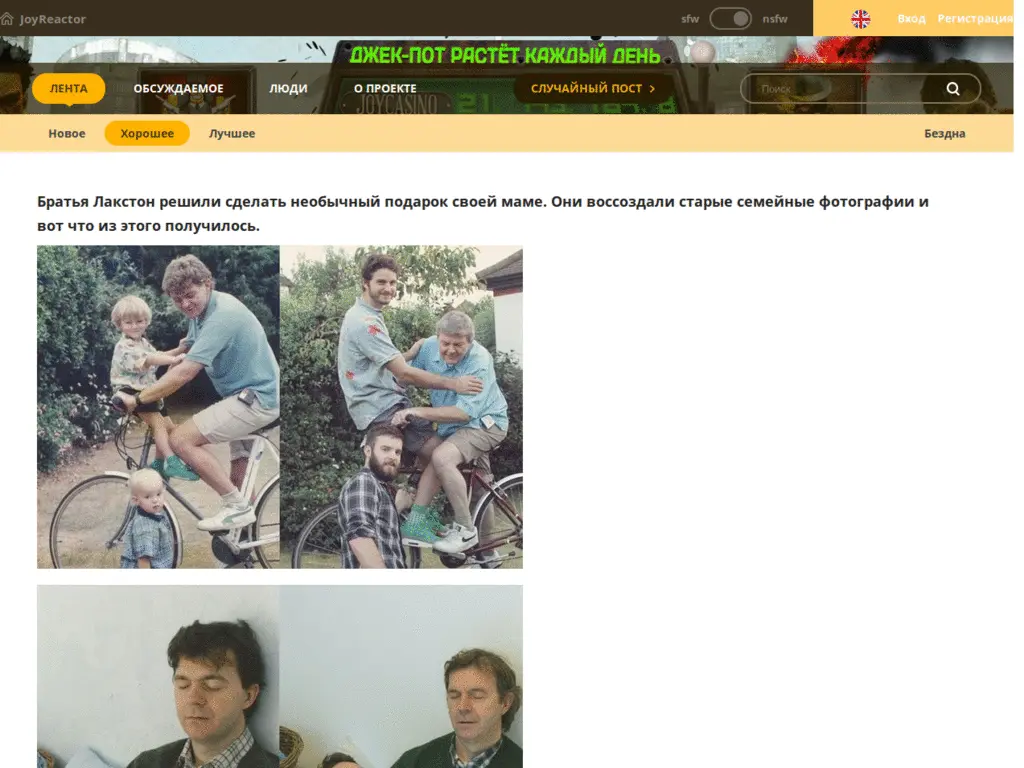 JoyReactor
sfw
nsfw
Вход
Регистрация
ДЖЕК-ПОТ РАСТЁТ КАЖДЫЙ ДЕНЬ
ЛЕНТА
ОБСУЖДАЕМОЕ
ЛЮДИ
О ПРОЕКТЕ
СЛУЧАЙНЫЙ ПОСТ
Поиск
JOYCASINO
Новое
Хорошее
Лучшее
Бездна
Братья Лакстон решили сделать необычный подарок своей маме. Они воссоздали старые семейные фотографии и
вот что из этого получилось.